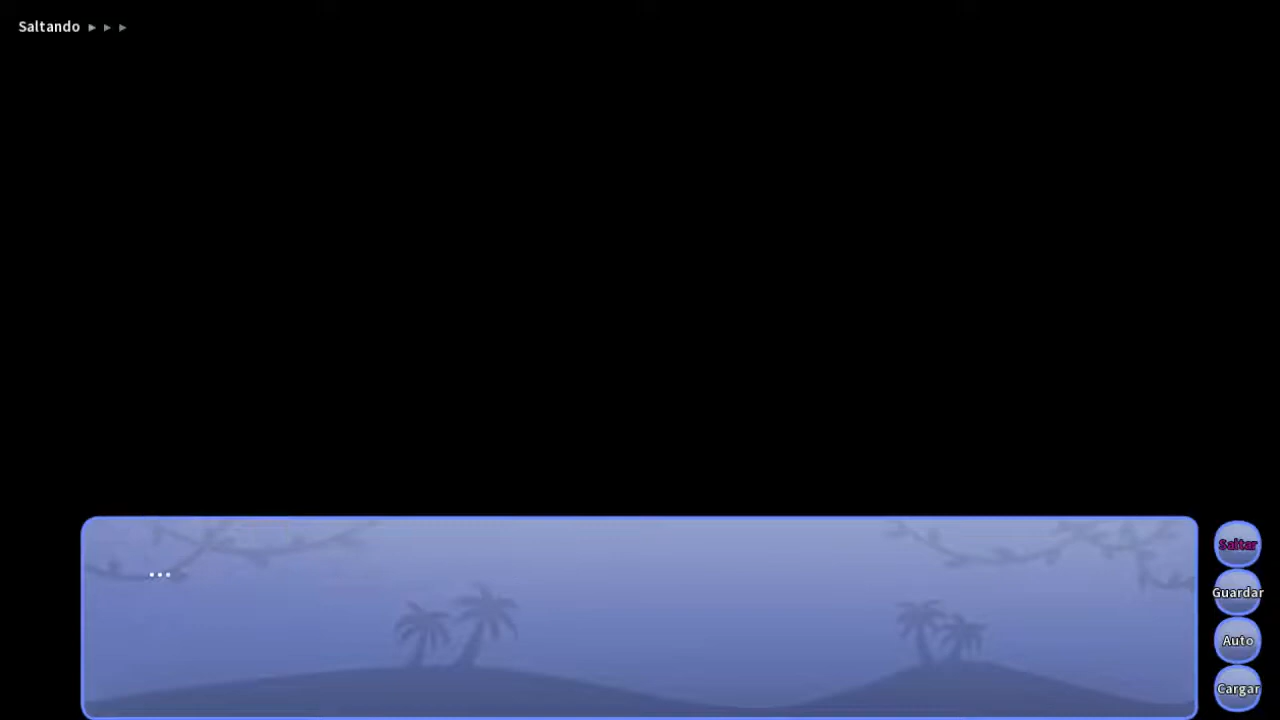 Saltando ▸ ▸ ▸
...
Saltar
Guardar
Auto
Cargar